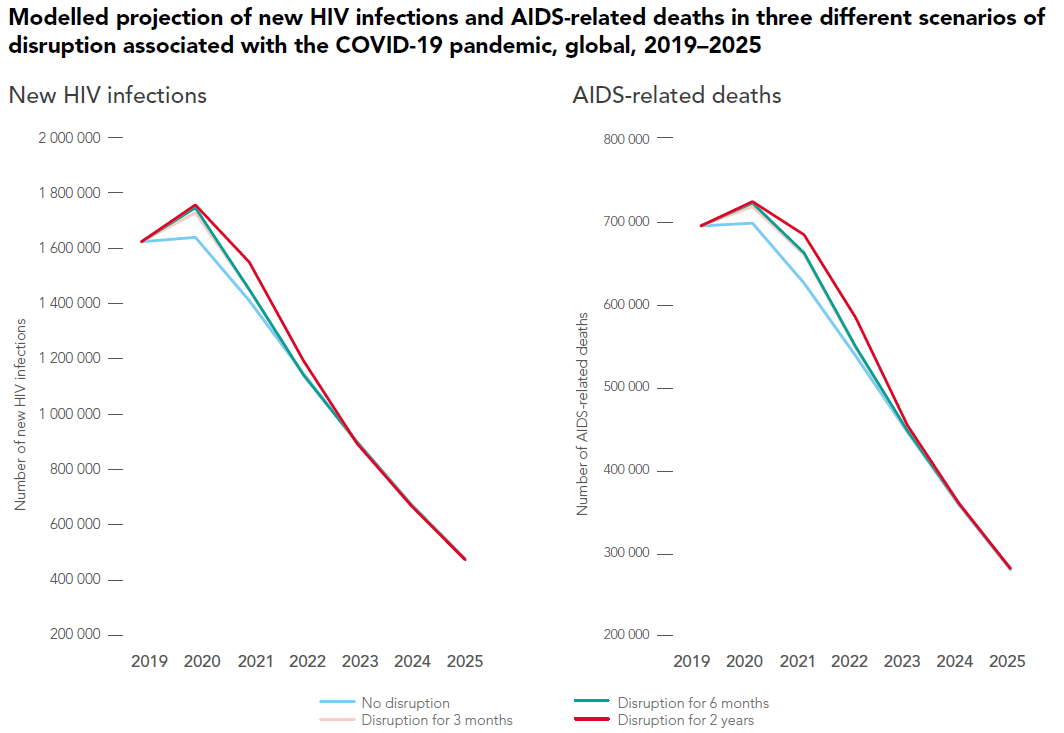 Modelled projection of new HIV infections and AIDS-related deaths in three different scenarios of
disruption associated with the COVID-19 pandemic, global, 2019–2025
New HIV infections
2 000 000
1 800 000
1 600 000
1 400 000
1 200 000
1 000 000
800 000
600 000
400 000
200 000
Number of new HIV infections
2019 2020 2021 2022 2023 2024 2025
AIDS-related deaths
800 000
700 000
600 000
500 000
400 000
300 000
200 000
Number of AIDS-related deaths
2019 2020 2021 2022 2023 2024 2025
No disruption
Disruption for 3 months
Disruption for 6 months
Disruption for 2 years